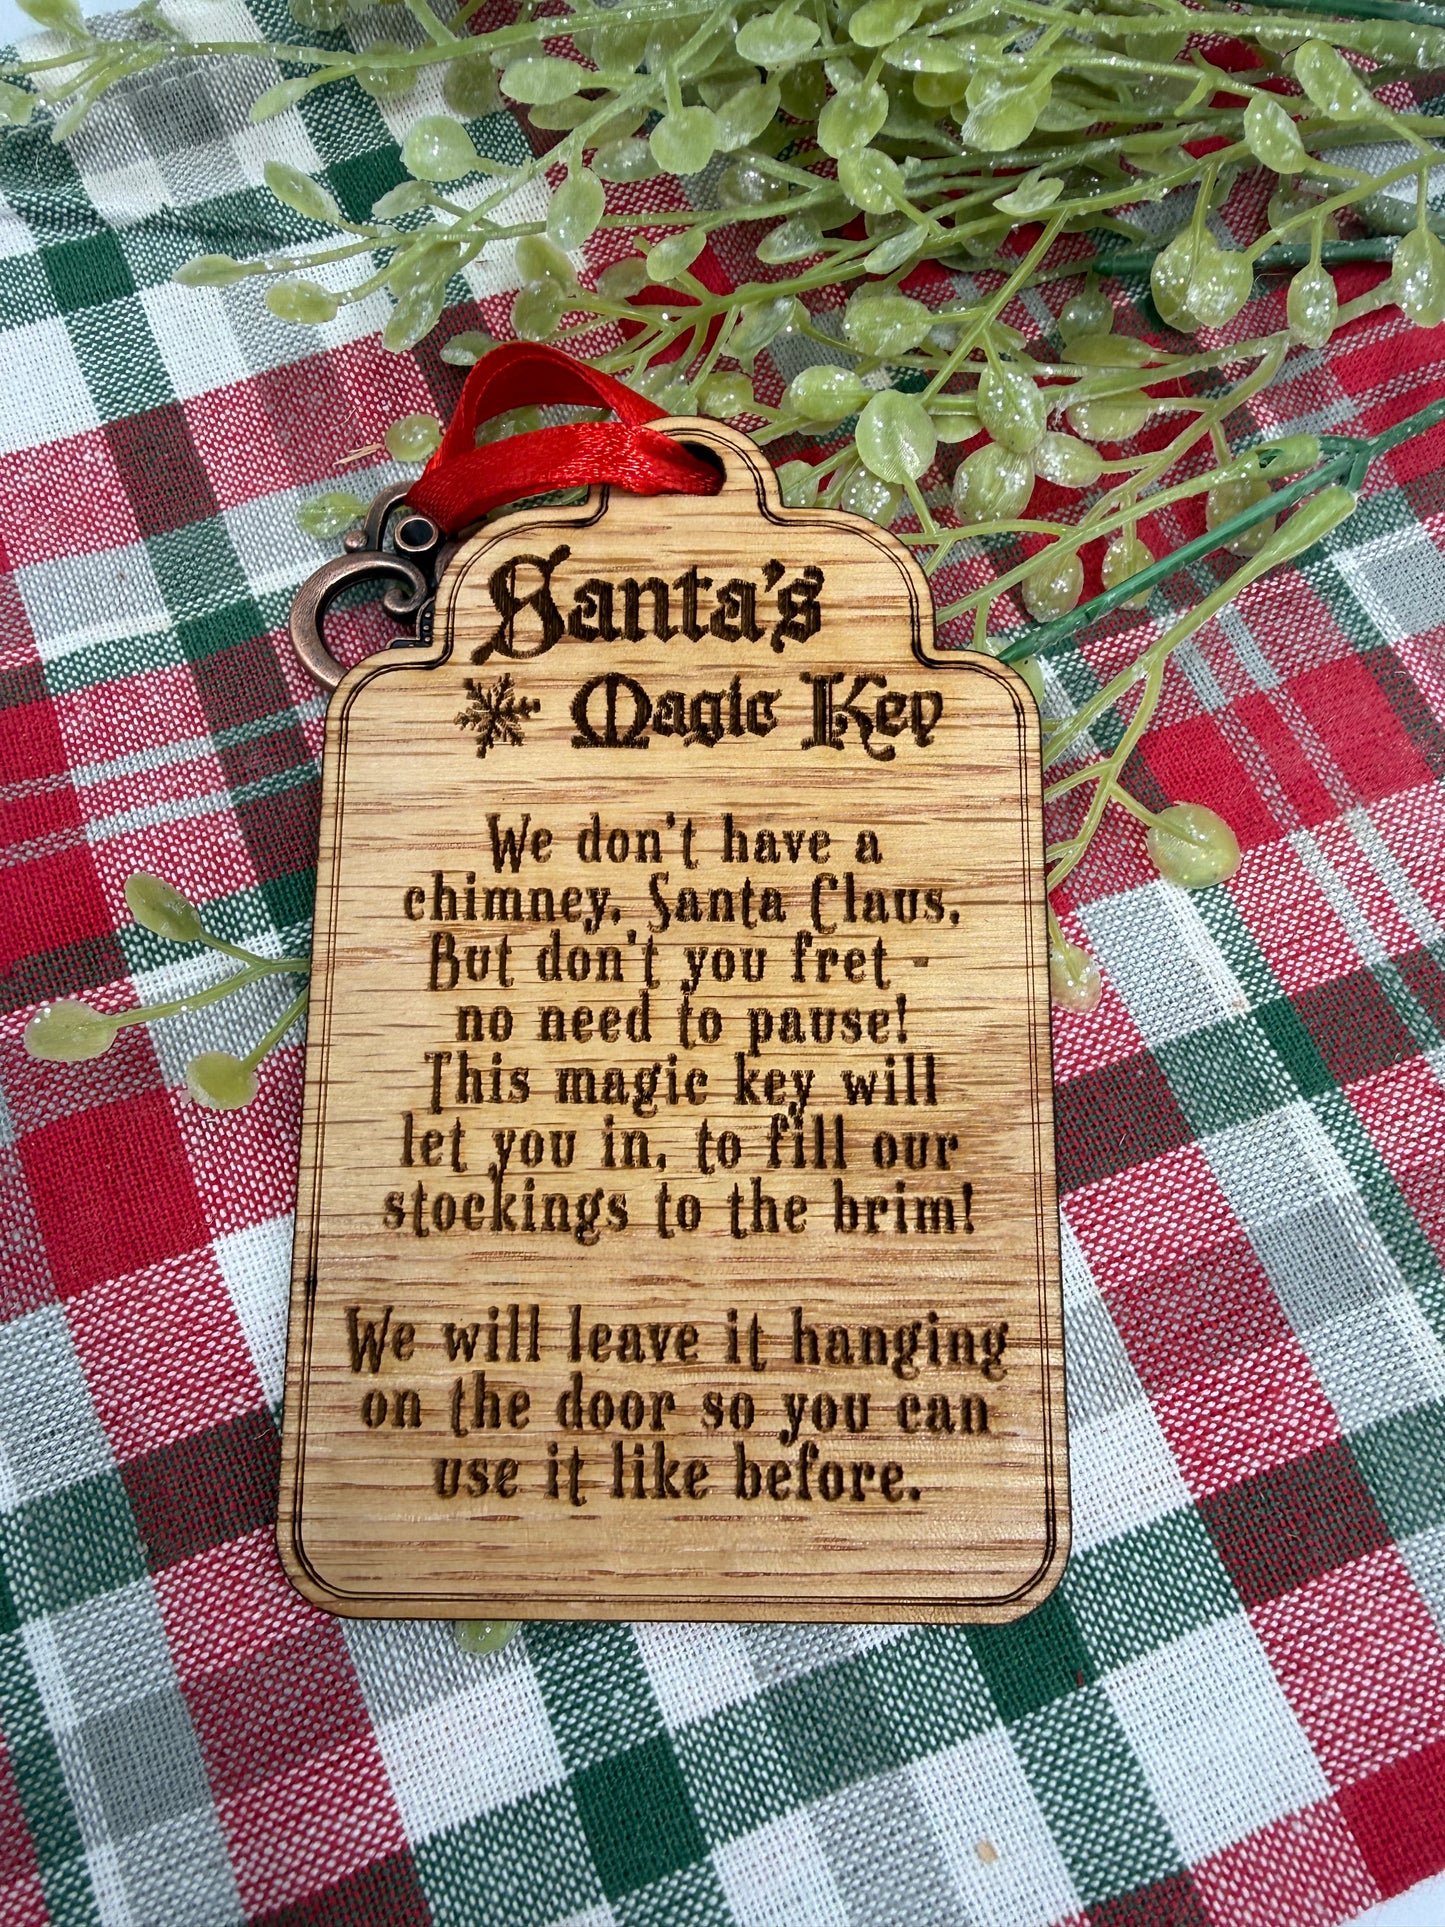 Santa's
Magic Key
We don't have a
chimney, Santa Claus,
But don't you fret -
no need to pause!
This magic key will
let you in, to fill our
stockings to the brim!
We will leave it hanging
on the door so you can
use it like before.